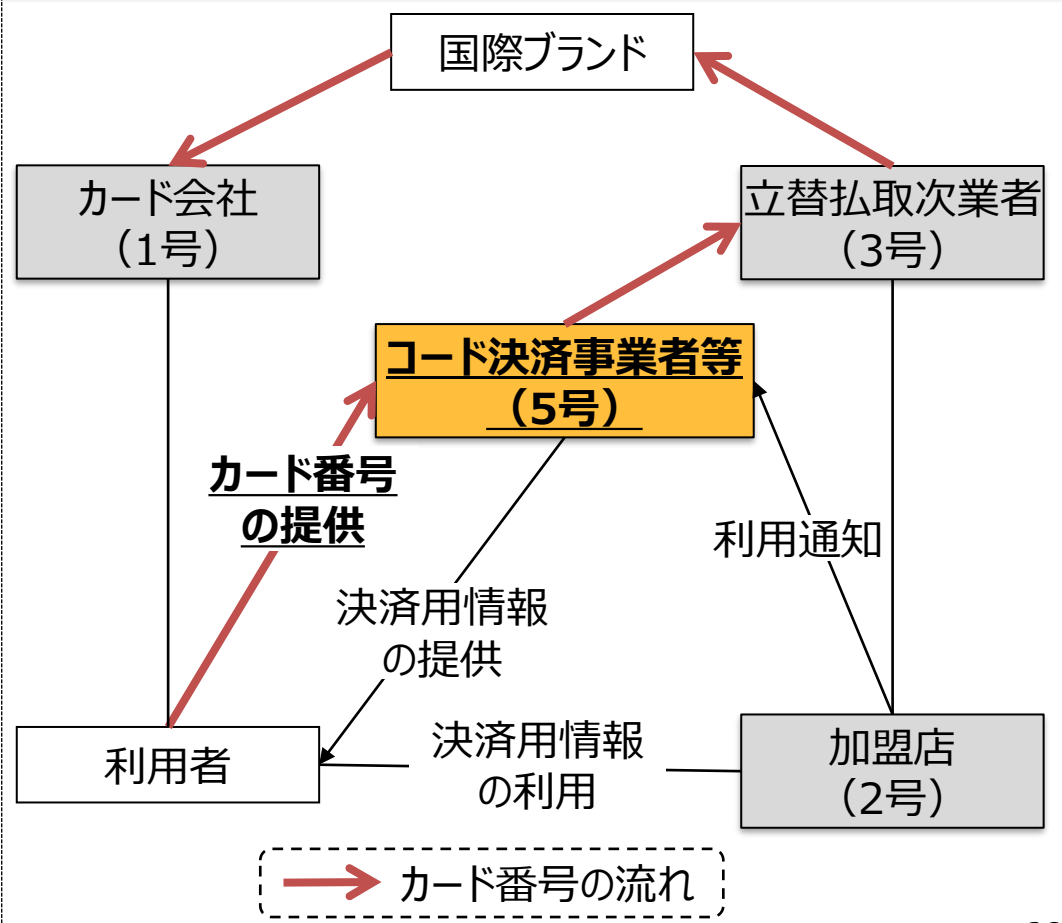 国際ブランド
カード会社
（1号）
立替払取次業者
（3号）
コード決済事業者等
（5号）
カード番号
の提供
利用通知
決済用情報
の提供
利用者
決済用情報
の利用
加盟店
（2号）
カード番号の流れ